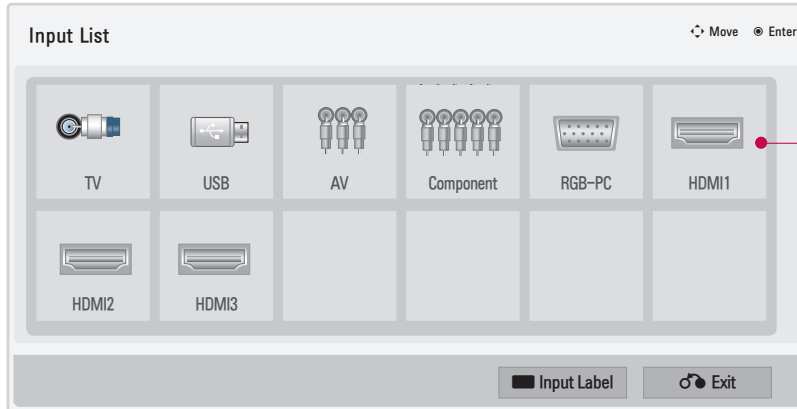 Input List
Move Enter
TV USB AV Component RGB-PC HDMI1
HDMI2 HDMI3
Input Label Exit